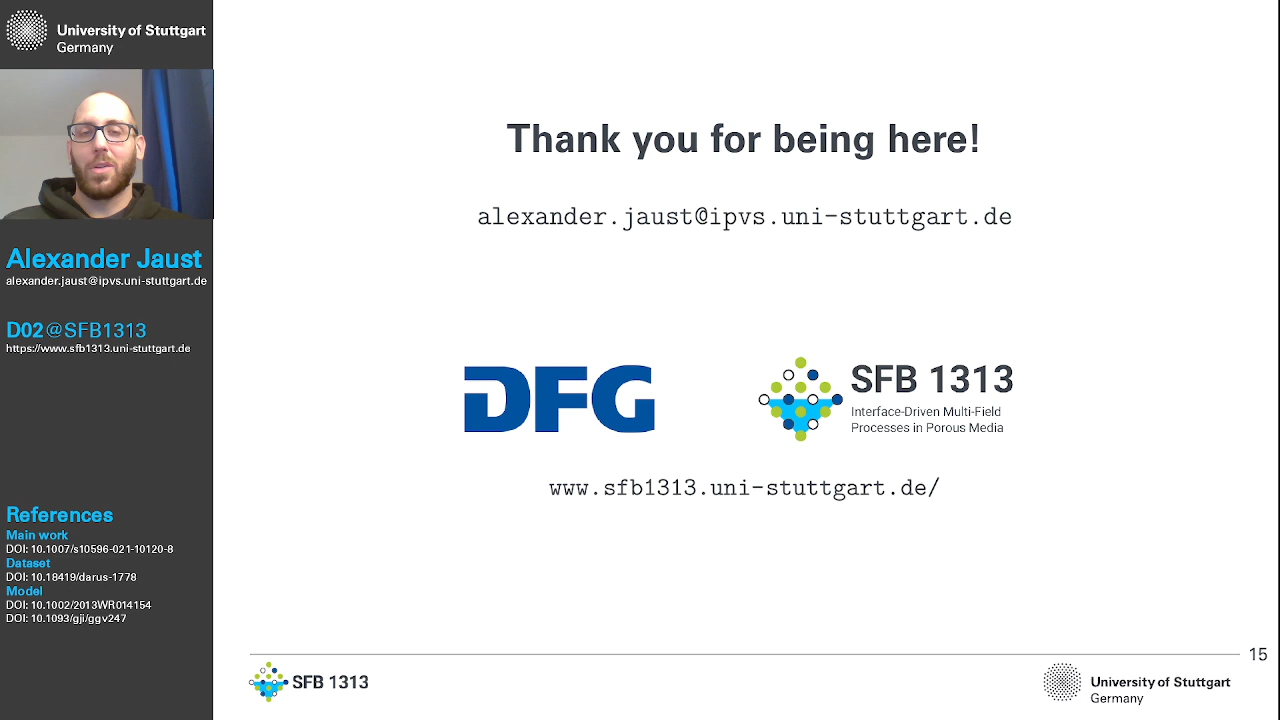 University of Stuttgart
Germany
Alexander Jaust
alexander.jaust@ipvs.uni-stuttgart.de
D02@SFB1313
https://www.sfb1313.uni-stuttgart.de
References
Main work
DOI: 10.1007/s10596-021-10120-8
Dataset
DOI: 10.18419/darus-1778
Model
DOI: 10.1002/2013WR014154
DOI: 10.1093/gji/ggv247
Thank you for being here!
alexander.jaust@ipvs.uni-stuttgart.de
DFG
SFB 1313
Interface-Driven Multi-Field
Processes in Porous Media
www.sfb1313.uni-stuttgart.de/
15
SFB 1313
University of Stuttgart
Germany